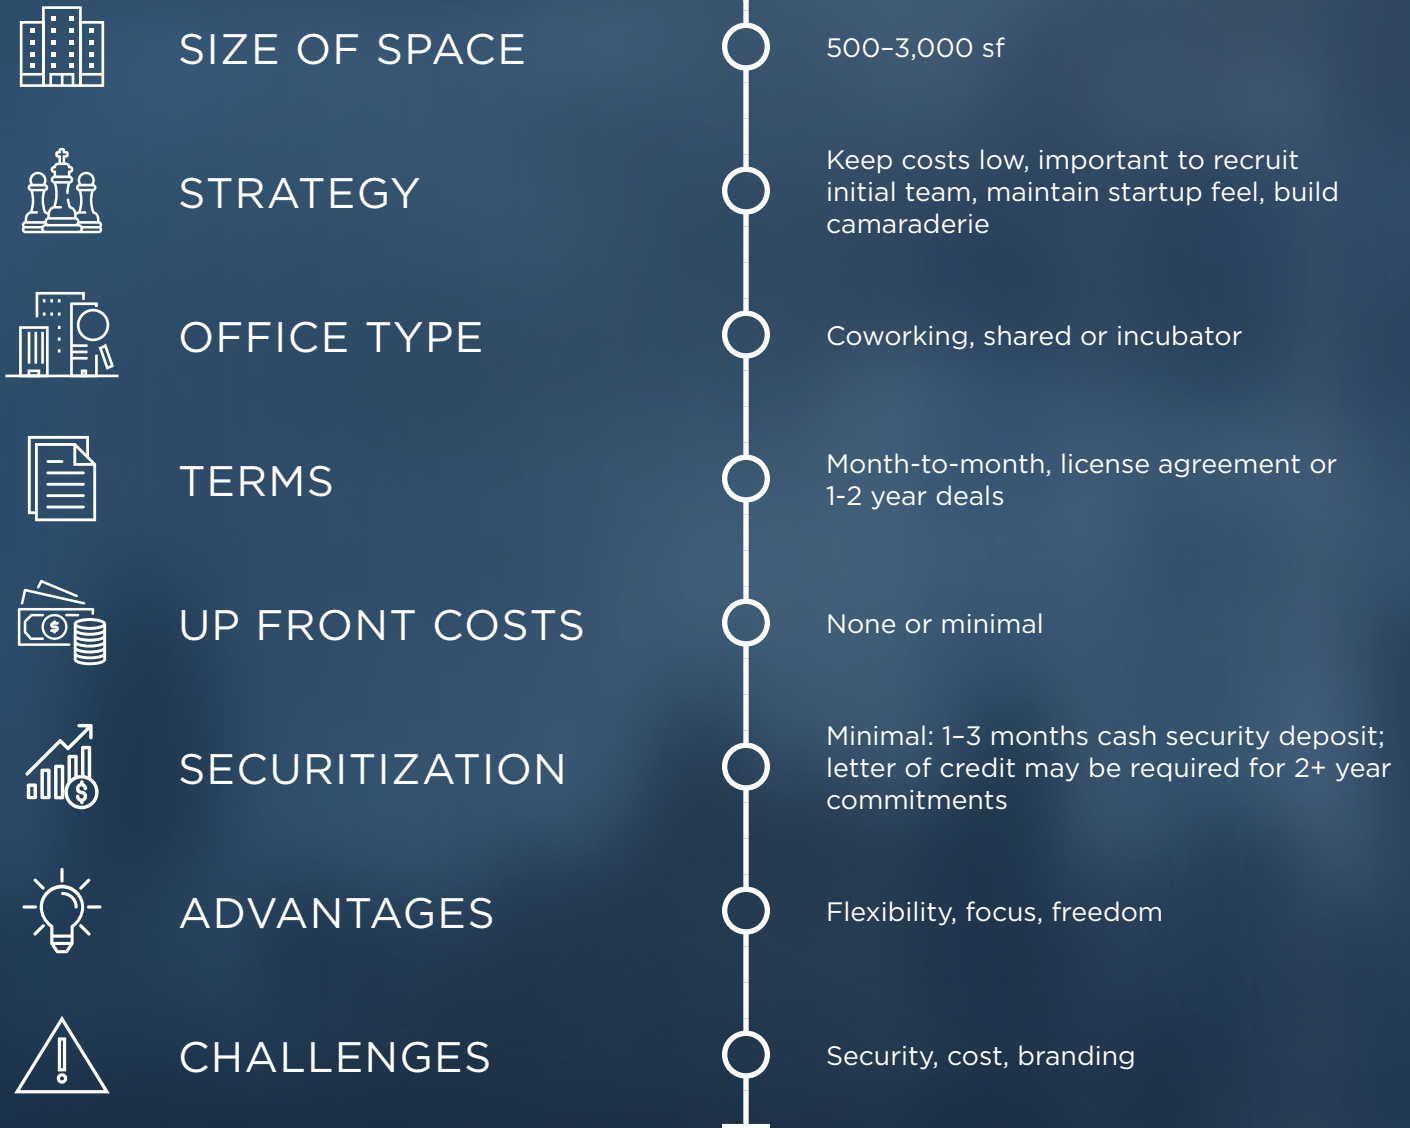 SIZE OF SPACE
500–3,000 sf
STRATEGY
Keep costs low, important to recruit
initial team, maintain startup feel, build
camaraderie
OFFICE TYPE
Coworking, shared or incubator
TERMS
Month-to-month, license agreement or
1-2 year deals
UP FRONT COSTS
None or minimal
SECURITIZATION
Minimal: 1–3 months cash security deposit;
letter of credit may be required for 2+ year
commitments
ADVANTAGES
Flexibility, focus, freedom
CHALLENGES
Security, cost, branding